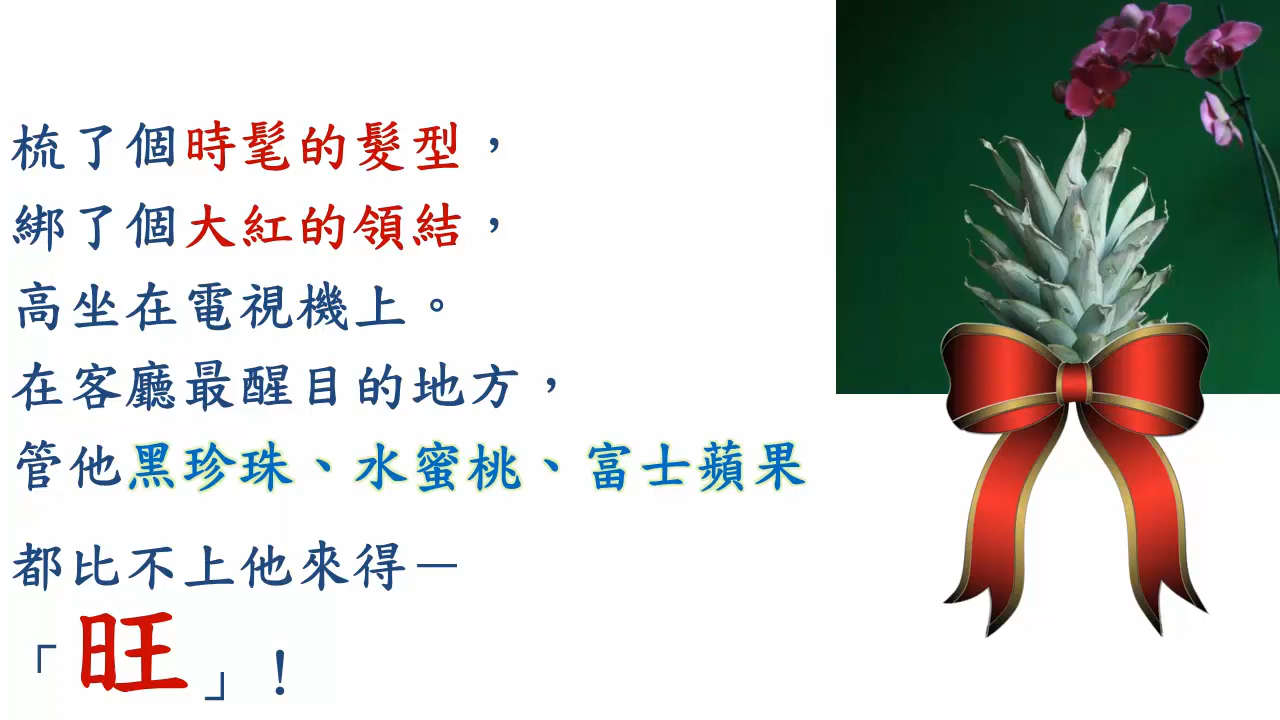 梳了個時髦的髮型，
綁了個大紅的領結，
高坐在電視機上。
在客廳最醒目的地方，
管他黑珍珠、水蜜桃、富士蘋果
都比不上他來得－
「旺」！